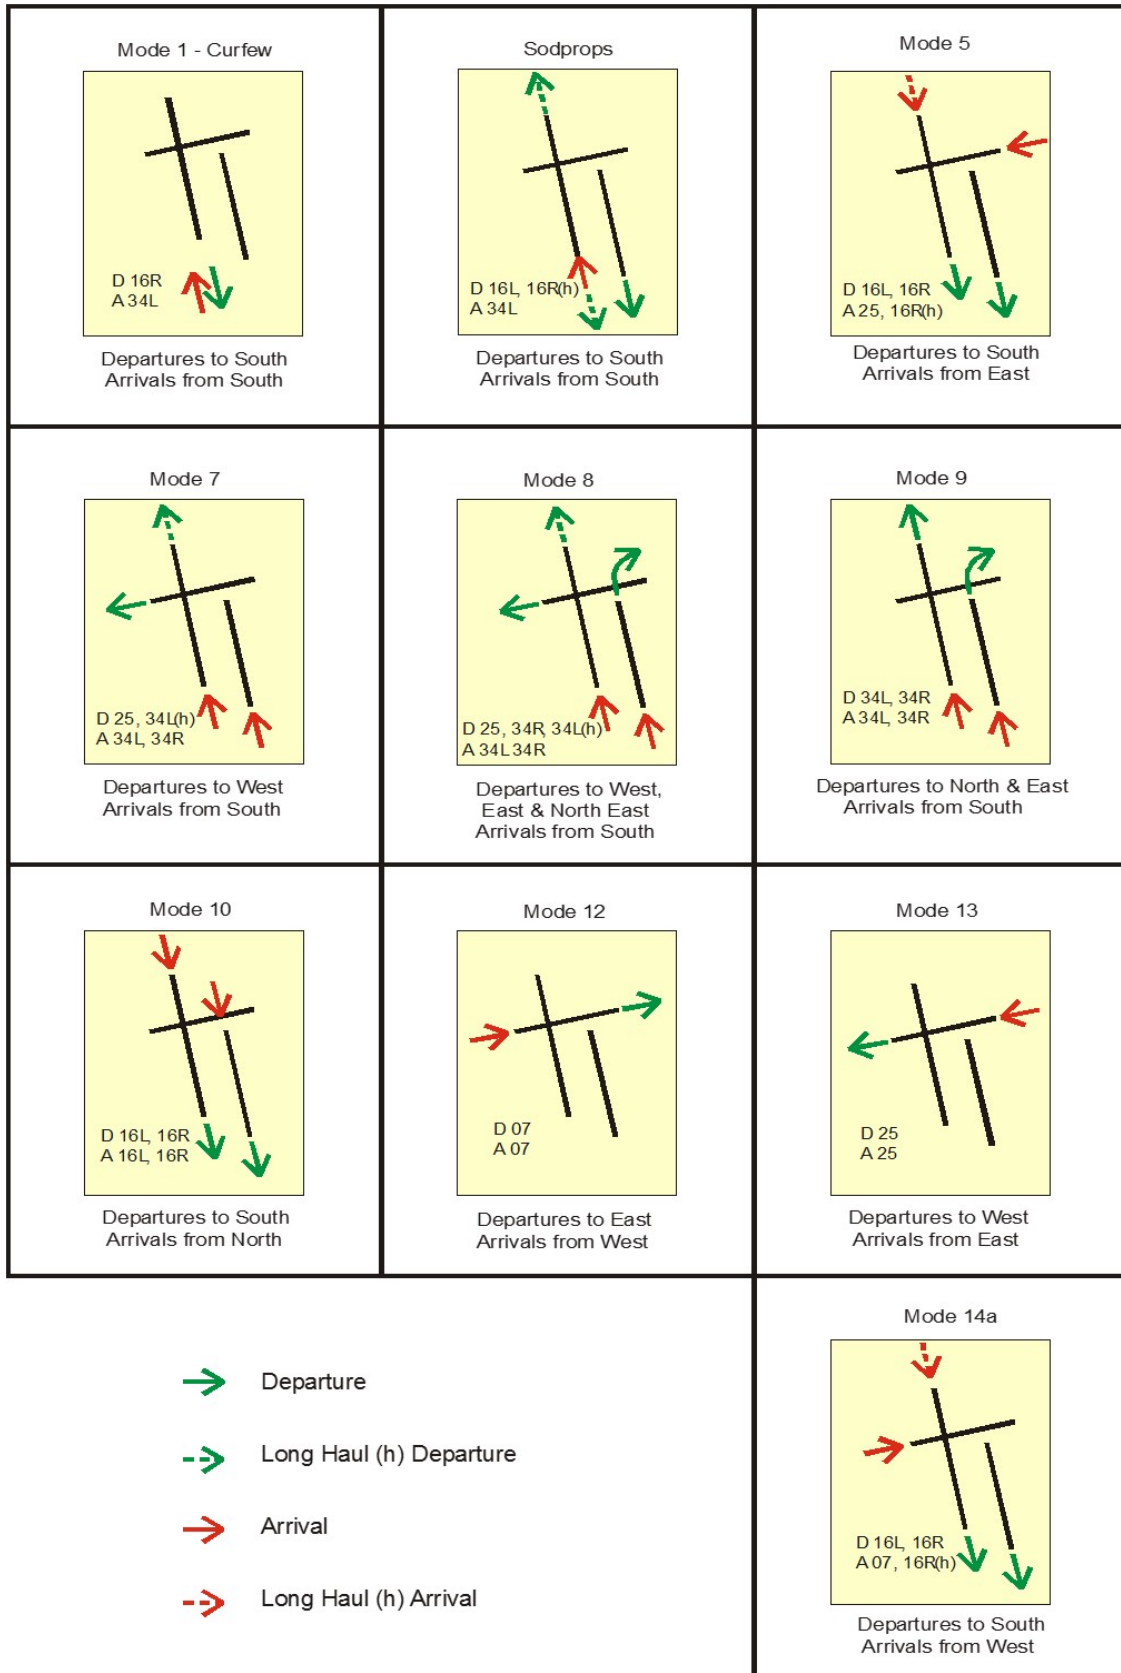 Mode 1 - Curfew
D 16R
A 34L
Departures to South
Arrivals from South
Sodprops
D 16L, 16R(h)
A 34L
Departures to South
Arrivals from South
Mode 5
D 16L, 16R
A 25, 16R(h)
Departures to South
Arrivals from East
Mode 7
D 25, 34L(h)
A 34L, 34R
Departures to West
Arrivals from South
Mode 8
D 25, 34R, 34L(h)
A 34L 34R
Departures to West,
East & North East
Arrivals from South
Mode 9
D 34L, 34R
A 34L, 34R
Departures to North & East
Arrivals from South
Mode 10
D 16L, 16R
A 16L, 16R
Departures to South
Arrivals from North
Mode 12
D 07
A 07
Departures to East
Arrivals from West
Mode 13
D 25
A 25
Departures to West
Arrivals from East
Departure
Long Haul (h) Departure
Arrival
Long Haul (h) Arrival
Mode 14a
D 16L, 16R
A 07, 16R(h)
Departures to South
Arrivals from West